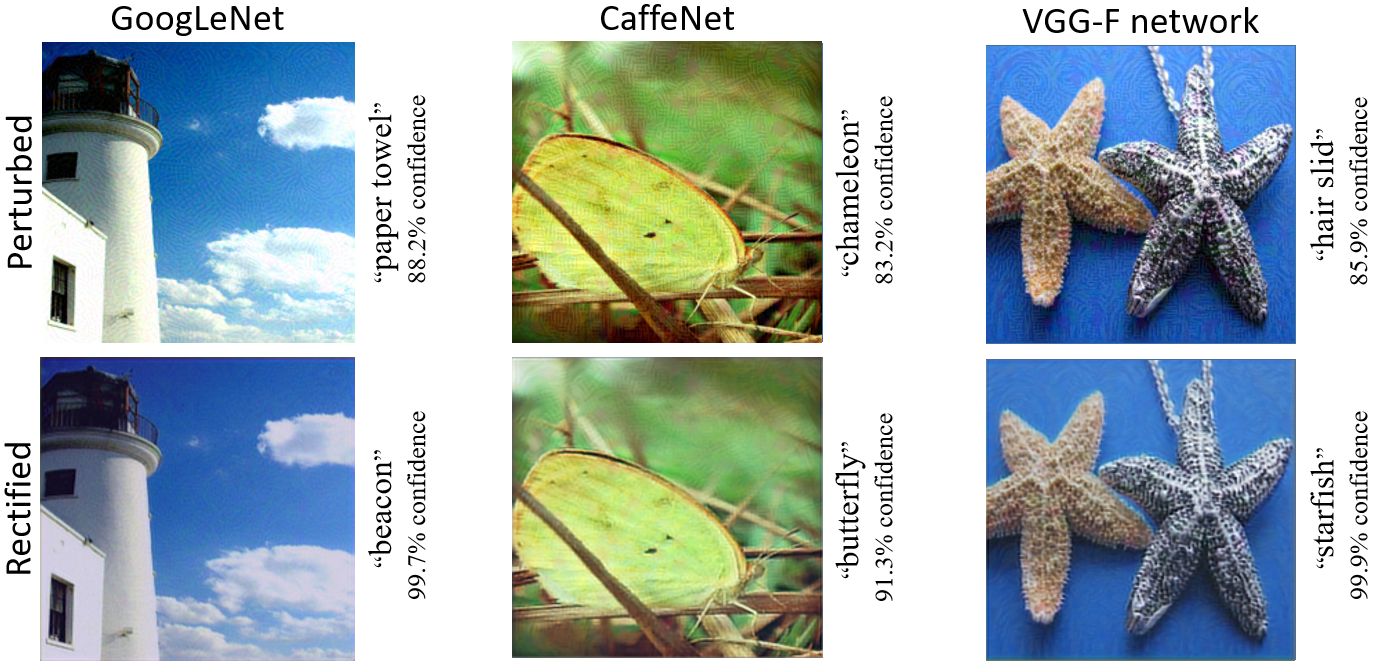 GoogLeNet
CaffeNet
VGG-F network
Perturbed
“paper towel”
88.2% confidence
“chameleon”
83.2% confidence
“hair slid”
85.9% confidence
Rectified
“beacon”
99.7% confidence
“butterfly”
91.3% confidence
“starfish”
99.9% confidence